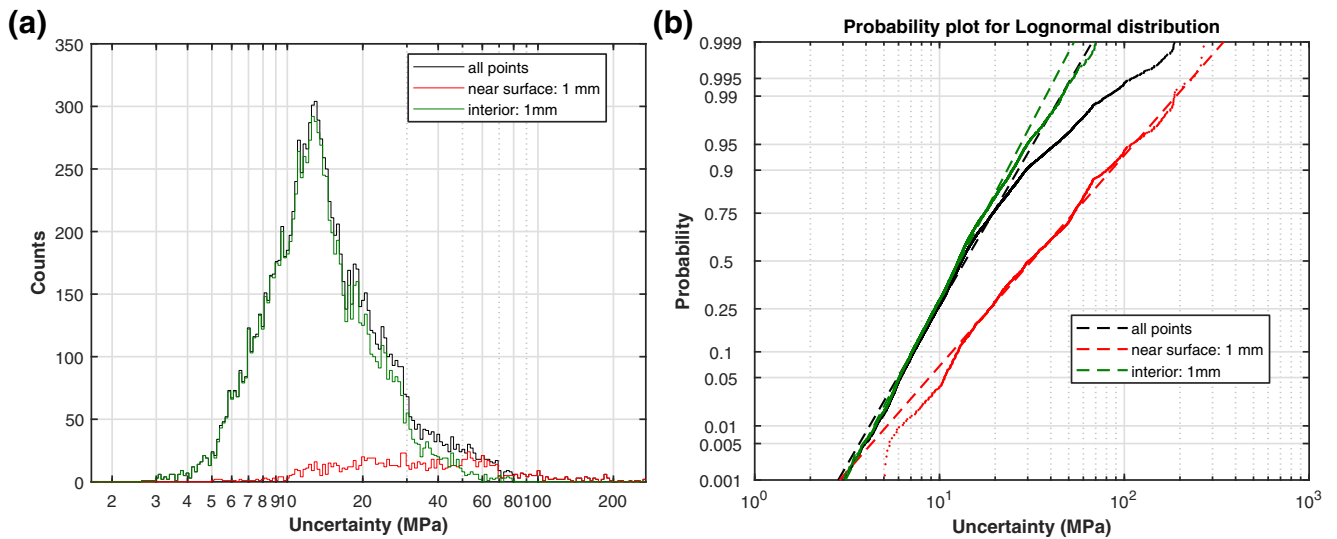 (a)
350
300
250
200
150
100
50
0
Counts
2 3 4 5 6 7 8 910 20 40 60 80100 200
Uncertainty (MPa)
all points
near surface: 1 mm
interior: 1mm
(b)
Probability plot for Lognormal distribution
0.999
0.995
0.99
0.95
0.9
0.75
0.5
0.25
0.1
0.05
0.01
0.005
0.001
Probability
10^0 10^1 10^2 10^3
Uncertainty (MPa)
all points
near surface: 1 mm
interior: 1mm